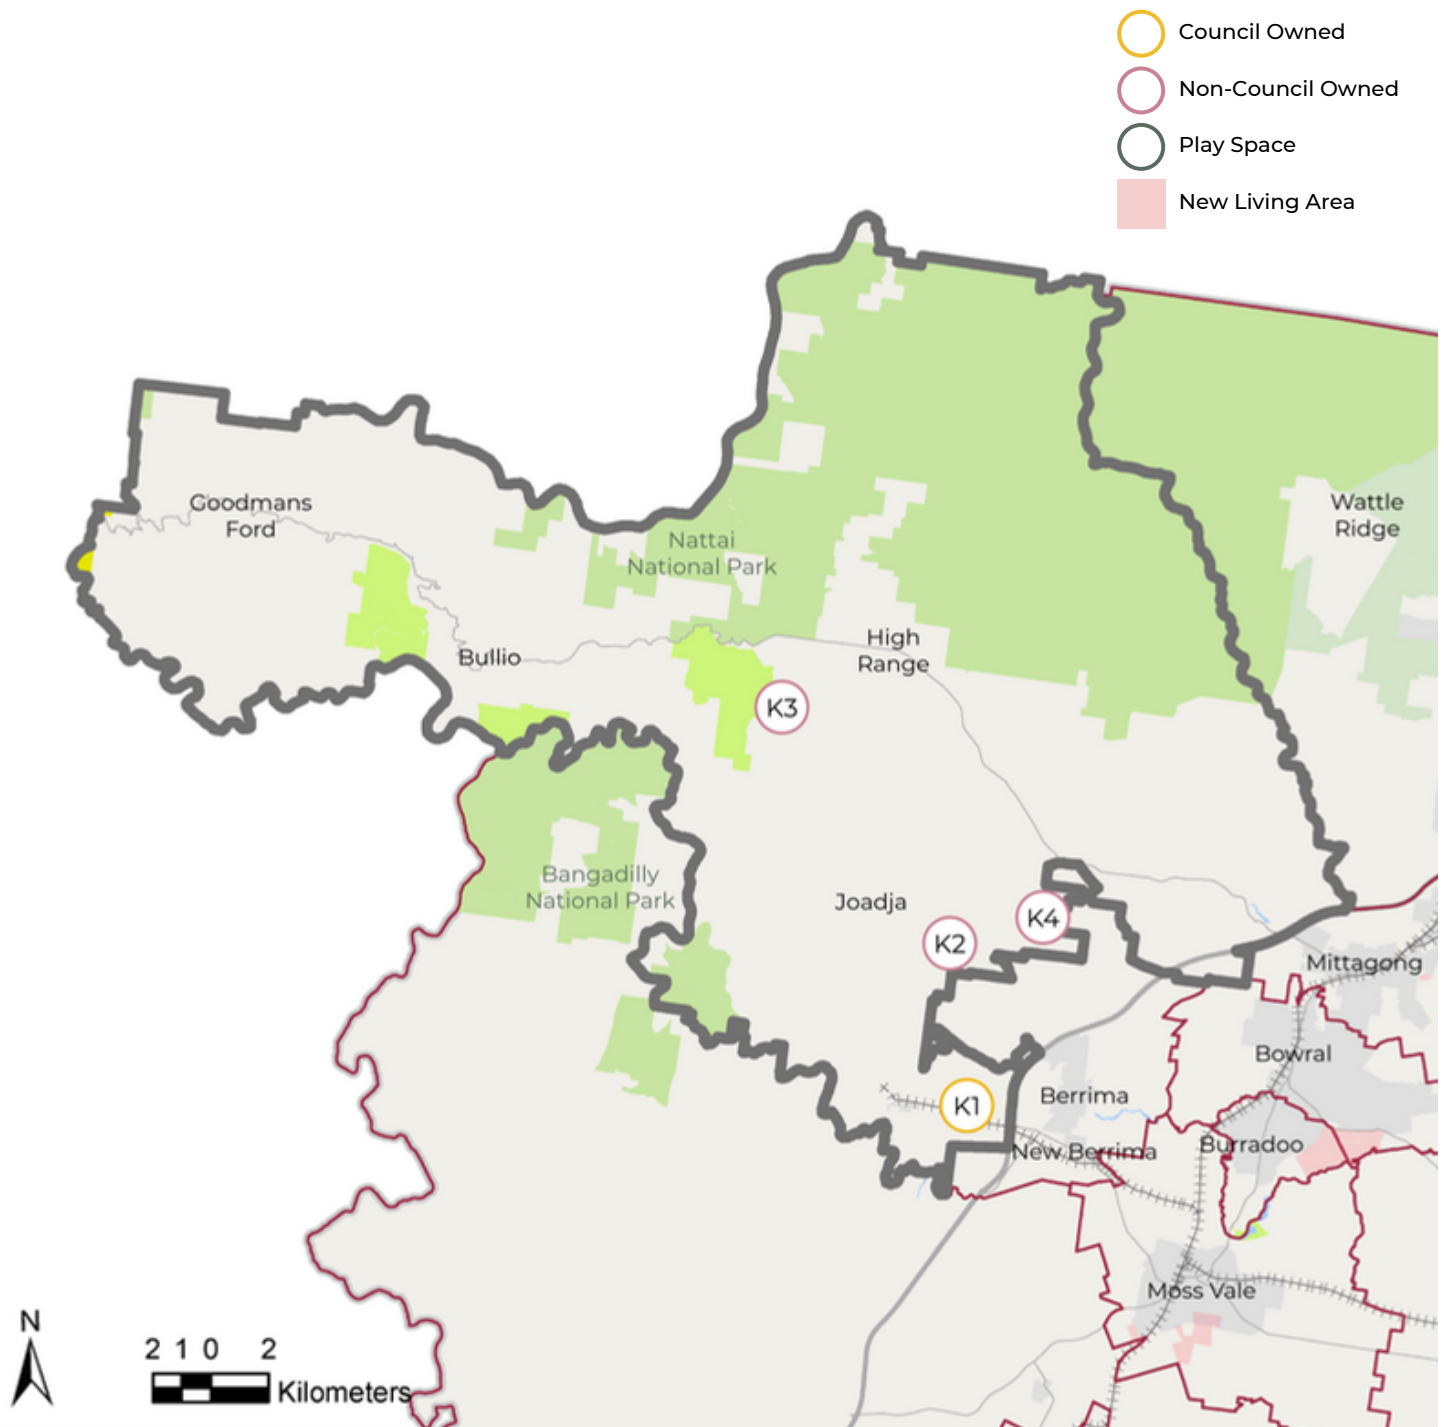 Council Owned
Non-Council Owned
Play Space
New Living Area
Goodmans
Ford
Wattle
Ridge
Nattai
National Park
High
Range
Bullio
K3
Bangadilly
National Park
Joadja
K4
K2
Mittagong
Bowral
K1
Berrima
New Berrima
Burradoo
Moss Vale
N
2 1 0 2
Kilometers